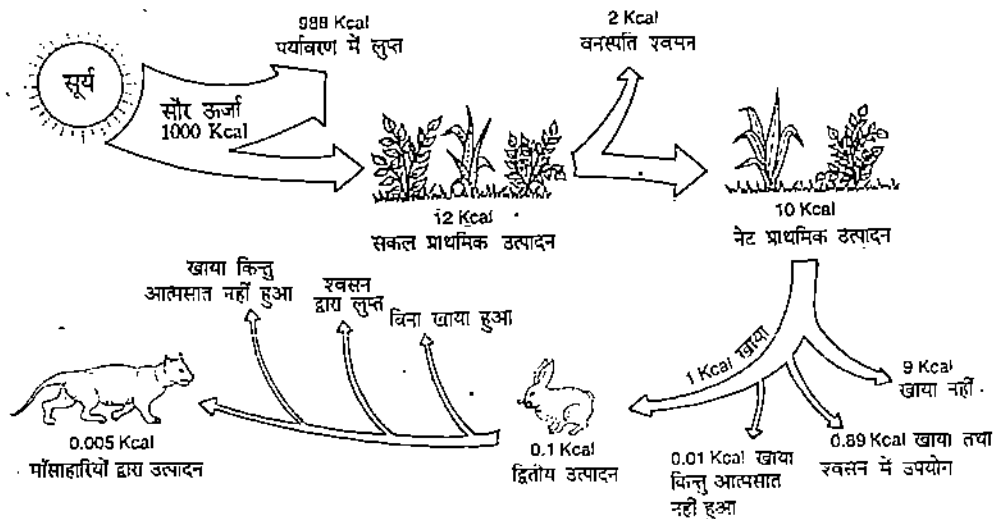 988 Kcal
पर्यावरण में लुप्त
2 Kcal
वनस्पति श्वसन
सूर्य
सौर ऊर्जा
1000 Kcal
12 Kcal
सकल प्राथमिक उत्पादन
10 Kcal
नेट प्राथमिक उत्पादन
खाया किन्तु
आत्मसात नहीं हुआ
श्वसन
द्वारा लुप्त
बिना खाया हुआ
1 Kcal खाया
9 Kcal
खाया नहीं
0.005 Kcal
माँसाहारियों द्वारा उत्पादन
0.1 Kcal
द्वितीय उत्पादन
0.01 Kcal खाया
किन्तु आत्मसात
नहीं हुआ
0.89 Kcal खाया तथा
श्वसन में उपयोग